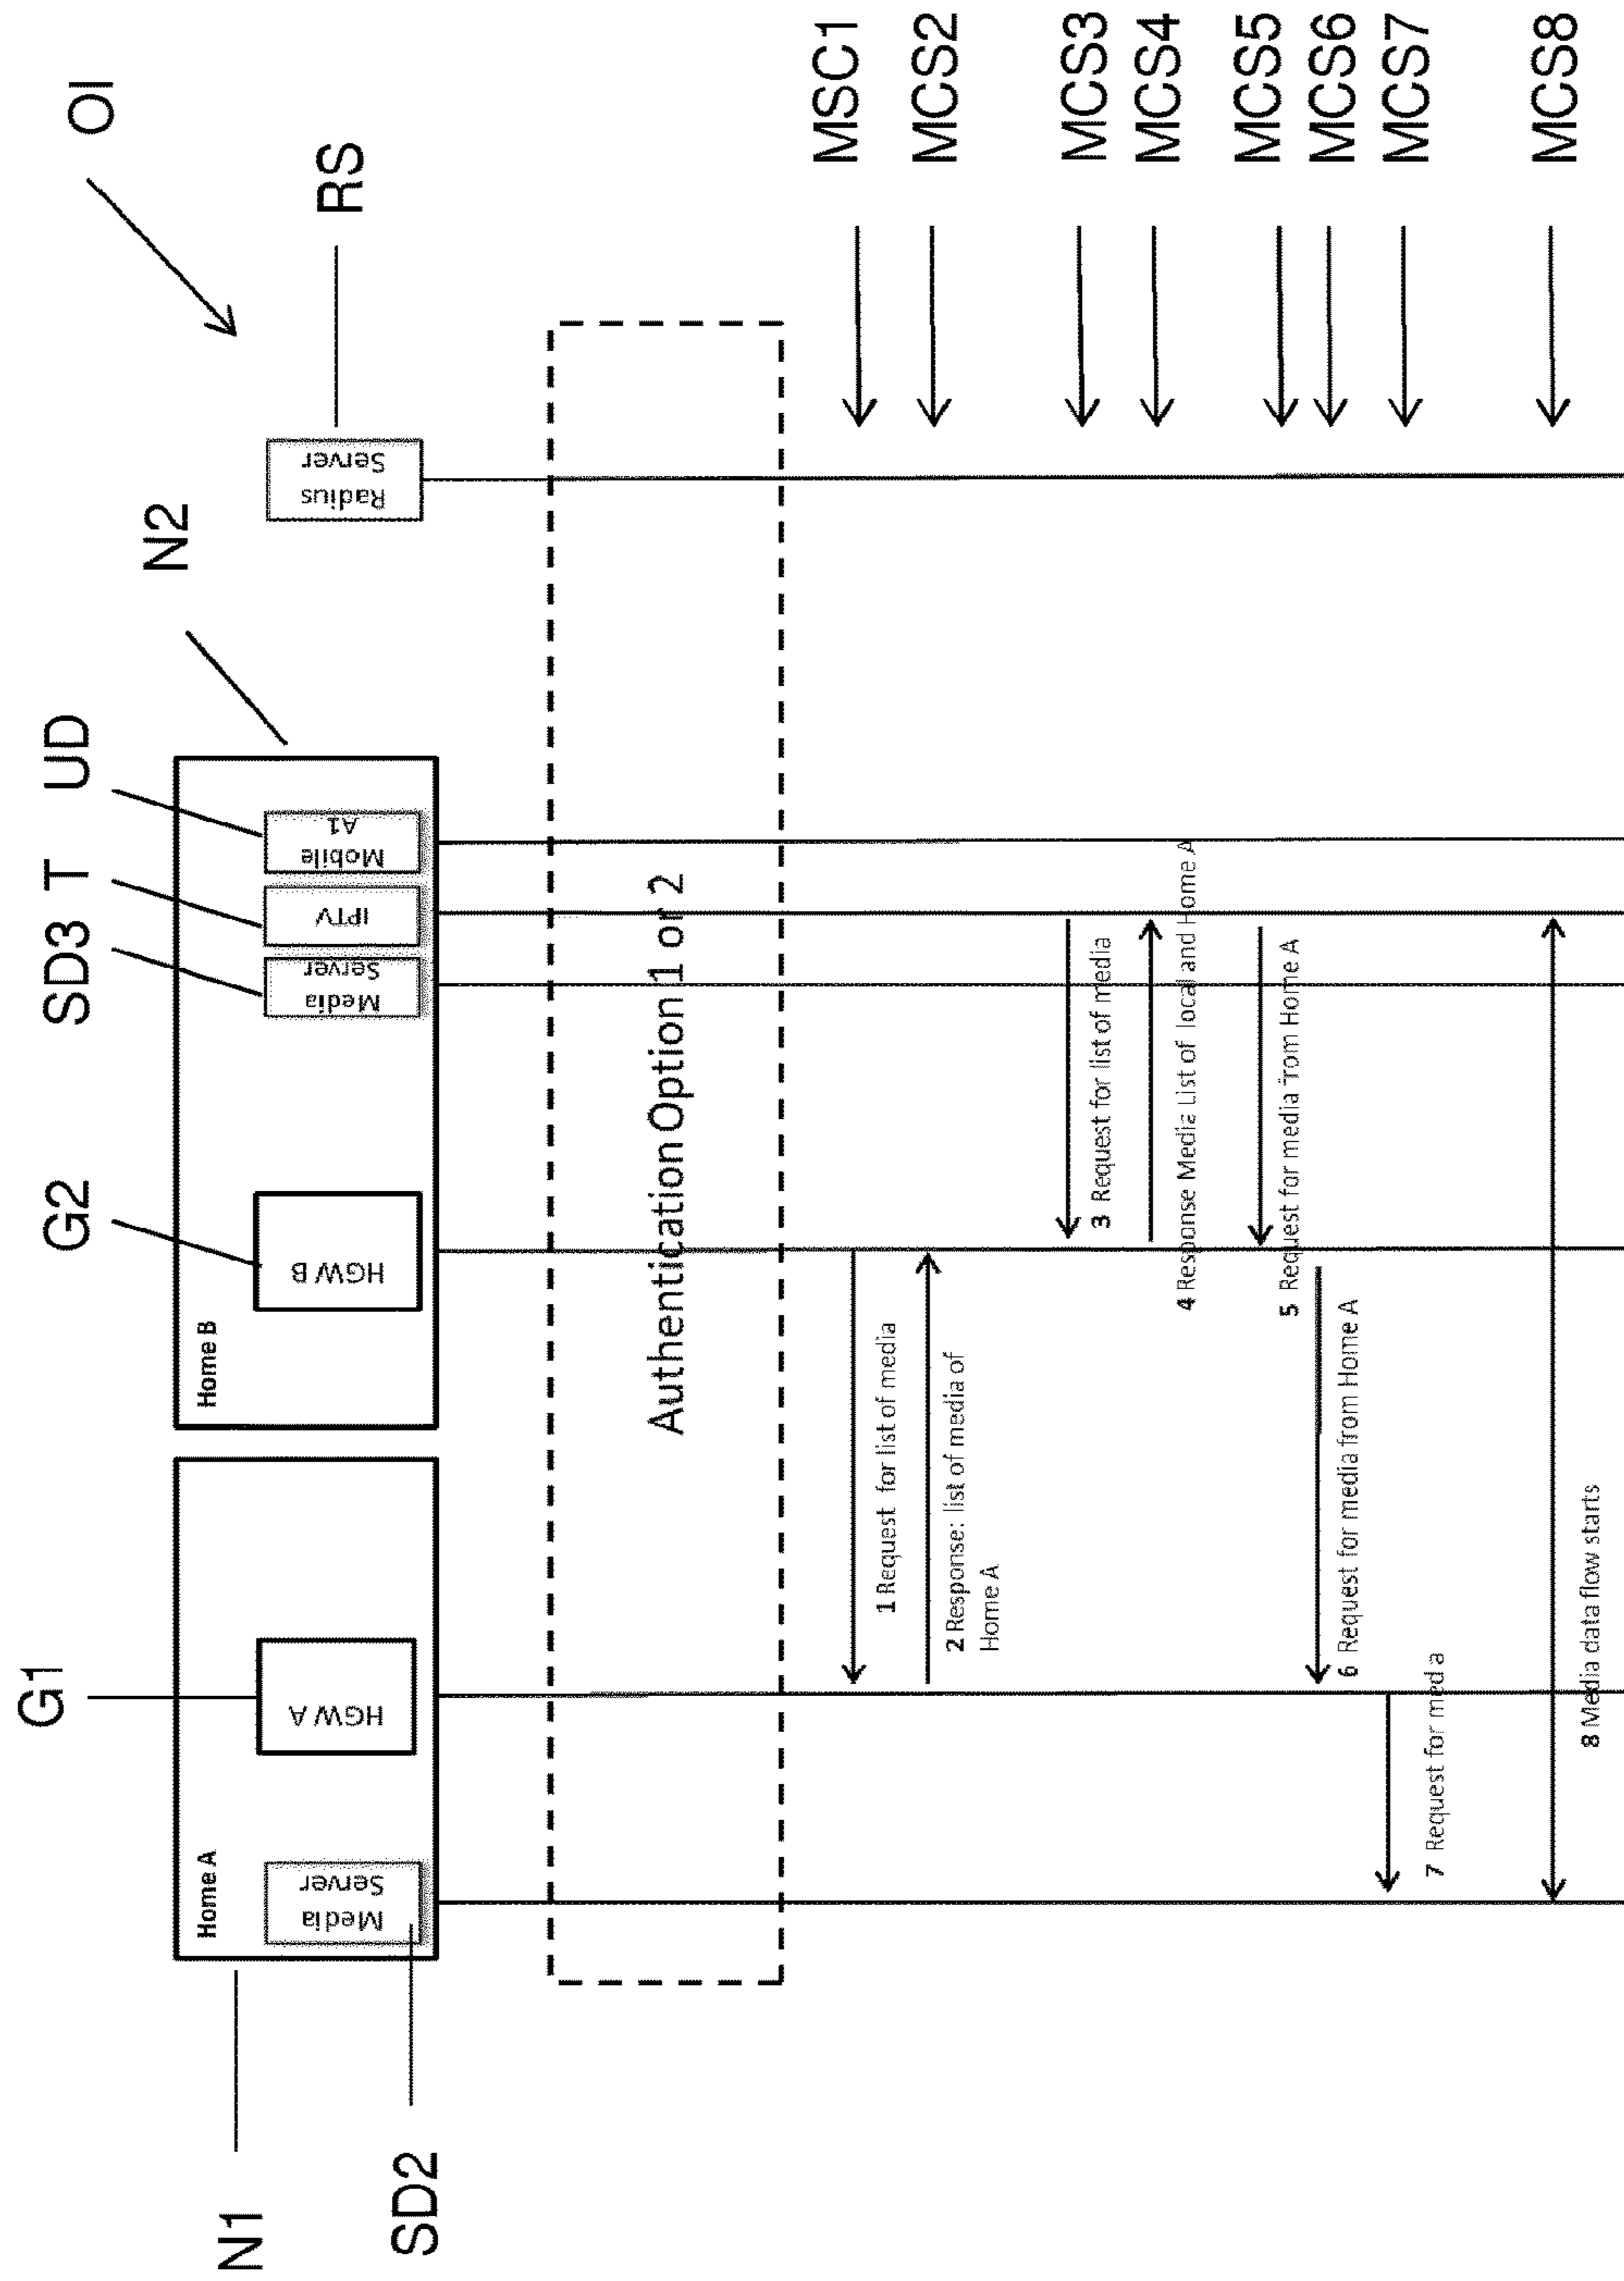 OI
G1
G2
SD3
T
UD
N2
RS
N1
SD2
Home A
Media
Server
HGW A
Home B
HGW B
Media
Server
IPTV
Mobile
A1
Radius
Server
Authentication Option 1 or 2
1 Request for list of media
MSC1
2 Response: list of media of
Home A
MCS2
3 Request for list of media
MCS3
4 Response Media List of local and Home A
MCS4
5 Request for media from Home A
MCS5
6 Request for media from Home A
MCS6
7 Request for med a
MCS7
8 Media data flow starts
MCS8